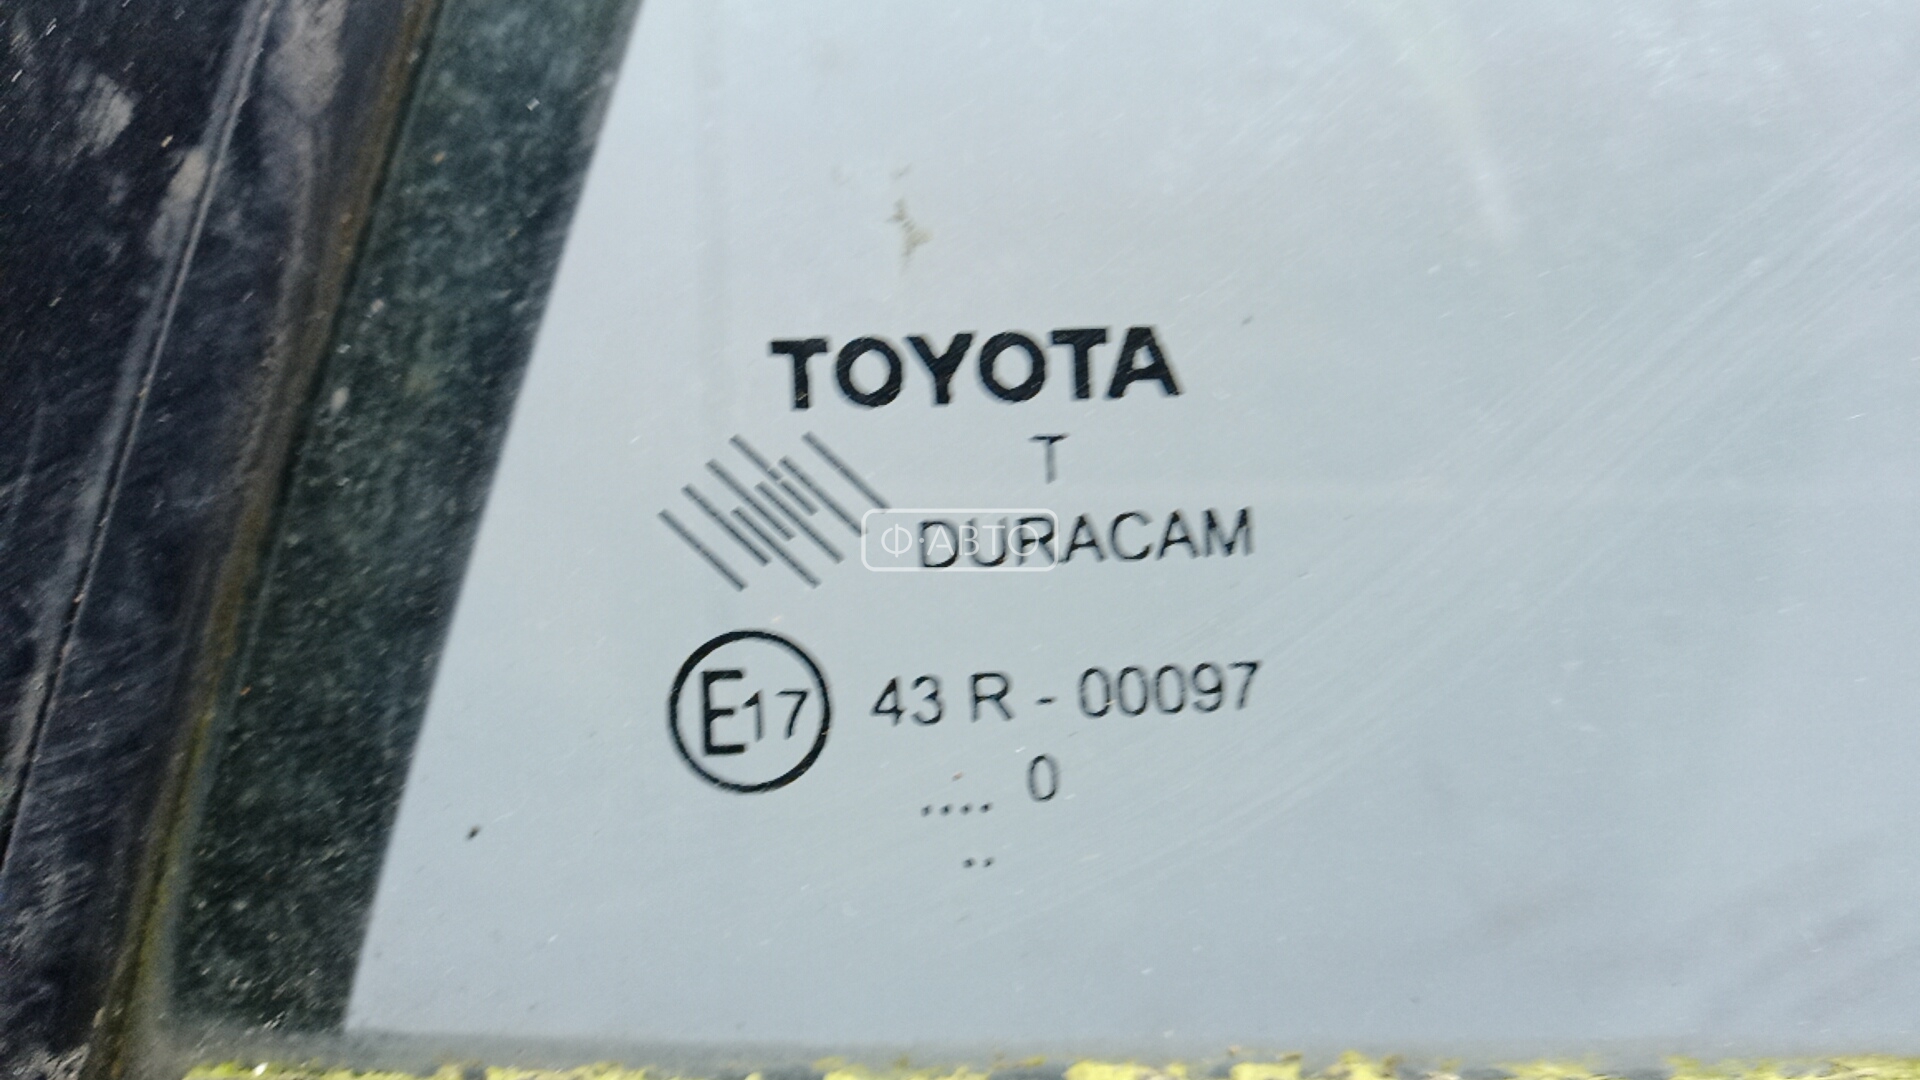 TOYOTA
T
DURACAM
Ф·АВТО
E17 43 R - 00097
.... 0
..